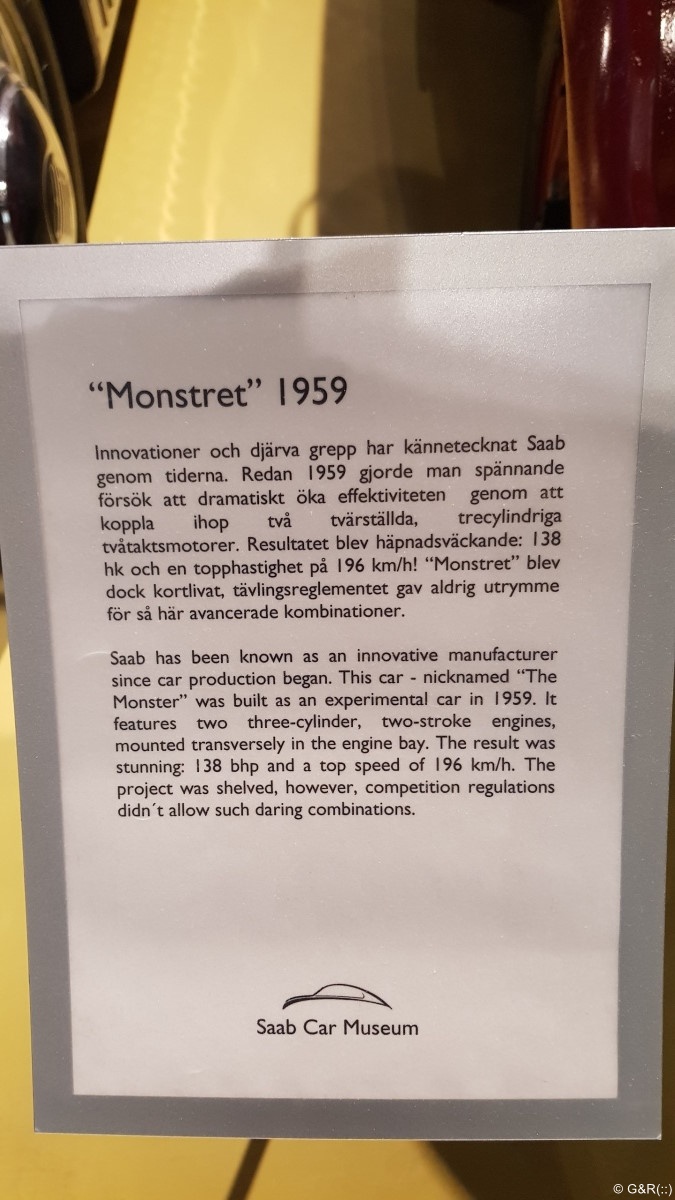 “Monstret” 1959
Innovationer och djärva grepp har kännetecknat Saab
genom tiderna. Redan 1959 gjorde man spännande
försök att dramatiskt öka effektiviteten genom att
koppla ihop två tvärställda, trecylindriga
tvåtaktsmotorer. Resultatet blev häpnadsväckande: 138
hk och en topphastighet på 196 km/h! “Monstret” blev
dock kortlivat, tävlingsreglementet gav aldrig utrymme
för så här avancerade kombinationer.
Saab has been known as an innovative manufacturer
since car production began. This car - nicknamed “The
Monster” was built as an experimental car in 1959. It
features two three-cylinder, two-stroke engines,
mounted transversely in the engine bay. The result was
stunning: 138 bhp and a top speed of 196 km/h. The
project was shelved, however, competition regulations
didn´t allow such daring combinations.
Saab Car Museum
© G&R(::)